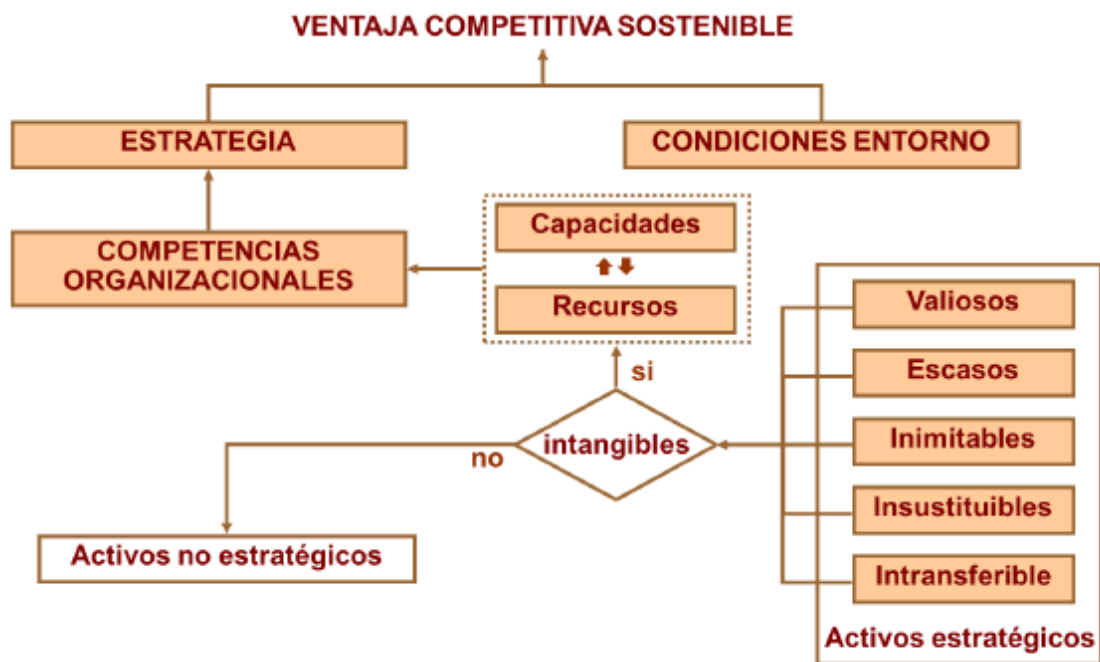 VENTAJA COMPETITIVA SOSTENIBLE
ESTRATEGIA
CONDICIONES ENTORNO
COMPETENCIAS
ORGANIZACIONALES
Capacidades
Recursos
si
intangibles
no
Activos no estratégicos
Valiosos
Escasos
Inimitables
Insustituibles
Intransferible
Activos estratégicos